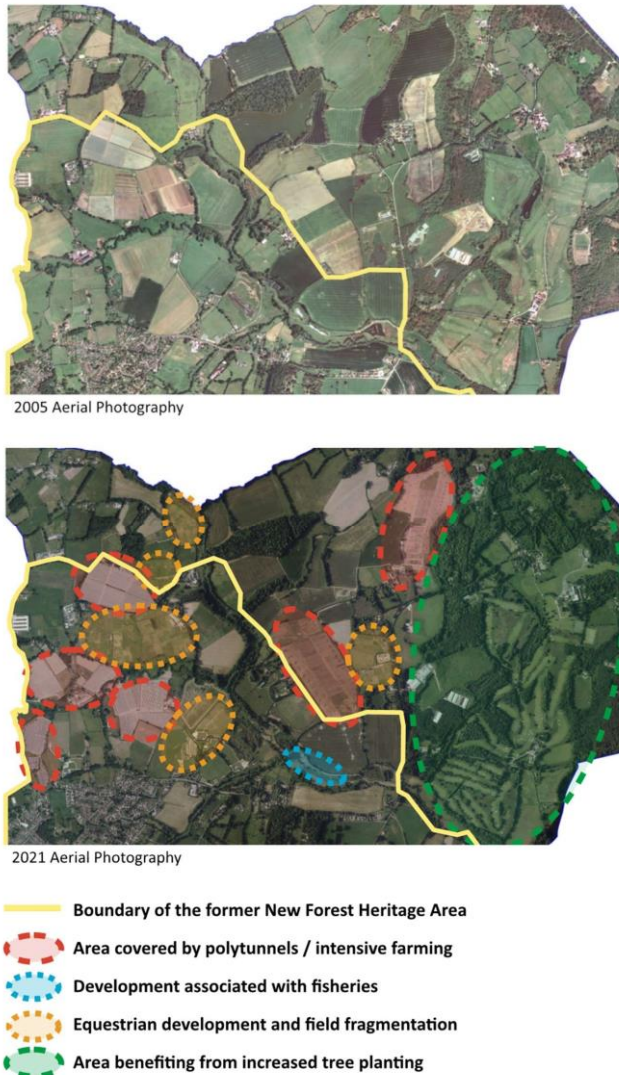 2005 Aerial Photography
2021 Aerial Photography
Boundary of the former New Forest Heritage Area
Area covered by polytunnels / intensive farming
Development associated with fisheries
Equestrian development and field fragmentation
Area benefiting from increased tree planting